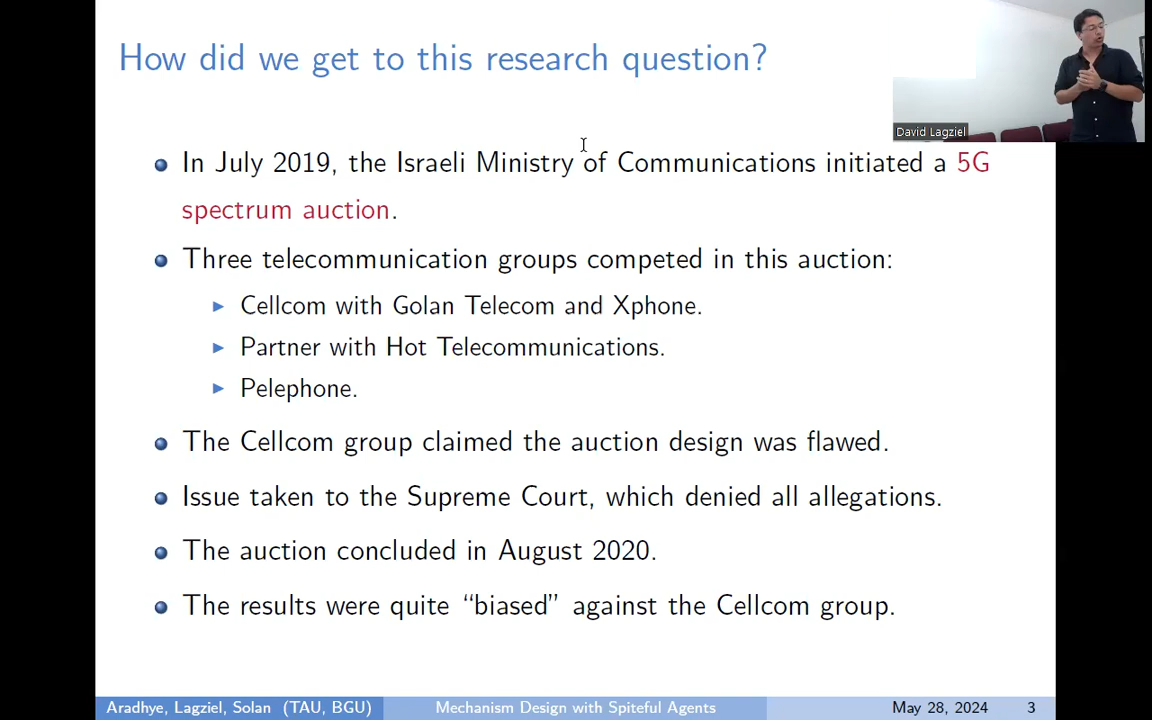 How did we get to this research question?
David Lagziel
In July 2019, the Israeli Ministry of Communications initiated a 5G
spectrum auction.
Three telecommunication groups competed in this auction:
Cellcom with Golan Telecom and Xphone.
Partner with Hot Telecommunications.
Pelephone.
The Cellcom group claimed the auction design was flawed.
Issue taken to the Supreme Court, which denied all allegations.
The auction concluded in August 2020.
The results were quite “biased” against the Cellcom group.
Aradhye, Lagziel, Solan (TAU, BGU) Mechanism Design with Spiteful Agents May 28, 2024 3